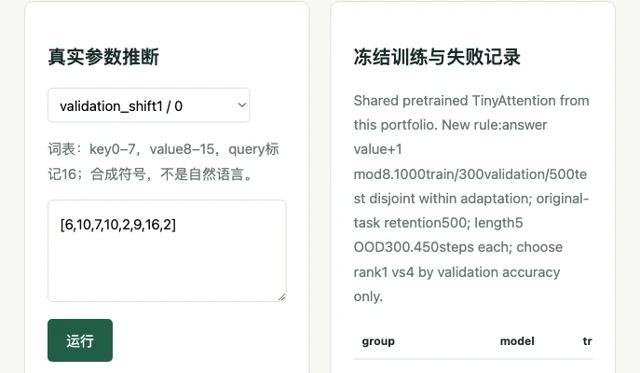 真实参数推断
validation_shift1 / 0
词表：key0–7，value8–15，query标
记16；合成符号，不是自然语言。
[6,10,7,10,2,9,16,2]
运行
冻结训练与失败记录
Shared pretrained TinyAttention from
this portfolio. New rule:answer
value+1
mod8.1000train/300validation/500te
st disjoint within adaptation; original-
task retention500; length5
OOD300.450steps each; choose
rank1 vs4 by validation accuracy
only.
group model tr